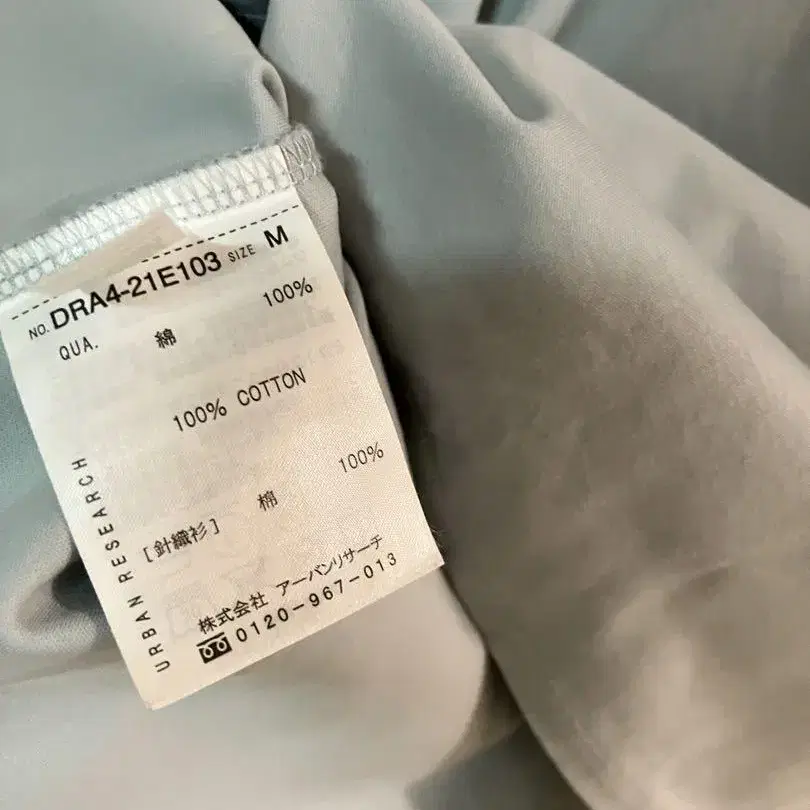 NO. DRA4-21E103 SIZE M
QUA. 綿 100%
100% COTTON
棉 100%
[針織衫]
URBAN RESEARCH
株式会社 アーバンリサーチ
0120-967-013